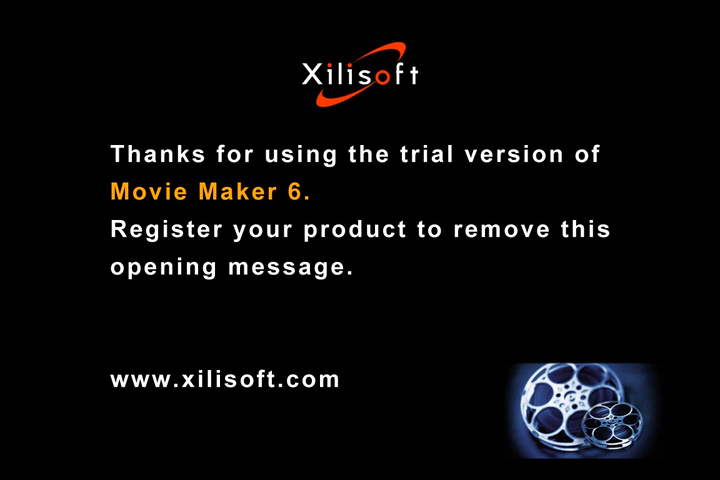 Xilisoft
Thanks for using the trial version of
Movie Maker 6.
Register your product to remove this
opening message.
www.xilisoft.com